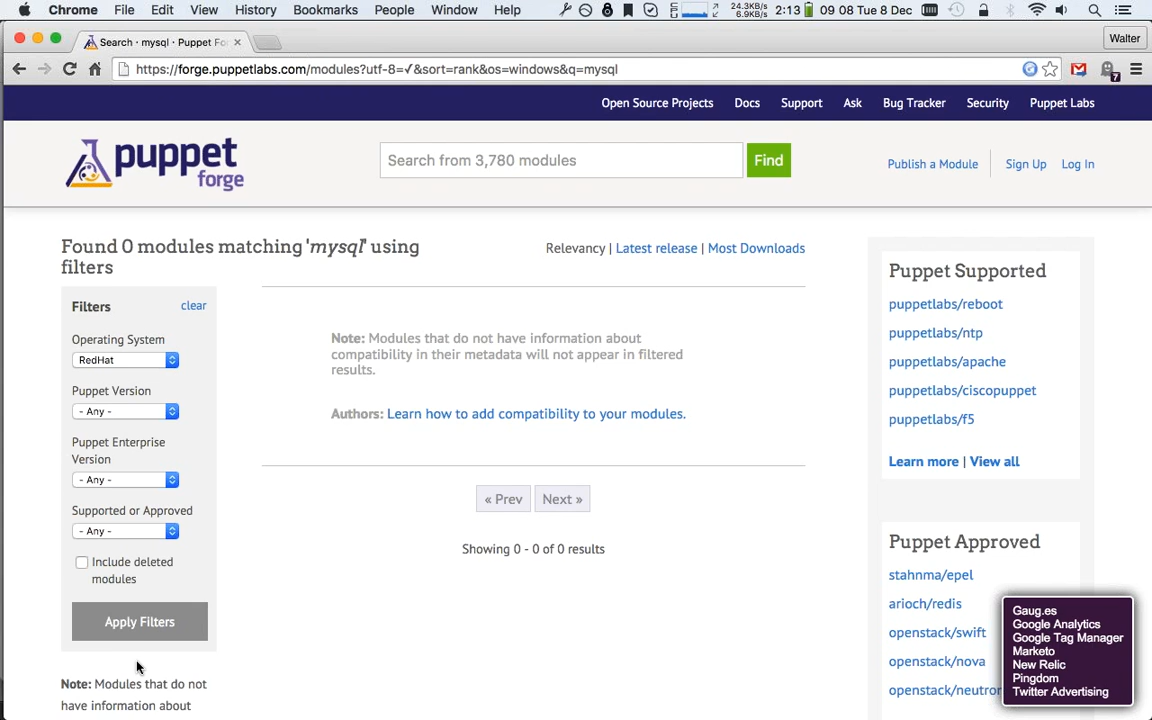 Chrome File Edit View History Bookmarks People Window Help 24.3KB/s 6.9KB/s 2:13 09 08 Tue 8 Dec
Search · mysql · Puppet Fo Walter
https://forge.puppetlabs.com/modules?utf-8=✓&sort=rank&os=windows&q=mysql 7
Open Source Projects Docs Support Ask Bug Tracker Security Puppet Labs
puppet
forge
Search from 3,780 modules Find Publish a Module Sign Up Log In
Found 0 modules matching 'mysql' using
filters
Relevancy | Latest release | Most Downloads
Filters clear
Operating System
RedHat
Puppet Version
- Any -
Puppet Enterprise
Version
- Any -
Supported or Approved
- Any -
Include deleted
modules
Apply Filters
Note: Modules that do not
have information about
Note: Modules that do not have information about
compatibility in their metadata will not appear in filtered
results.
Authors: Learn how to add compatibility to your modules.
« Prev Next »
Showing 0 - 0 of 0 results
Puppet Supported
puppetlabs/reboot
puppetlabs/ntp
puppetlabs/apache
puppetlabs/ciscopuppet
puppetlabs/f5
Learn more | View all
Puppet Approved
stahnma/epel
arioch/redis
openstack/swift
openstack/nova
openstack/neutron
Gaug.es
Google Analytics
Google Tag Manager
Marketo
New Relic
Pingdom
Twitter Advertising